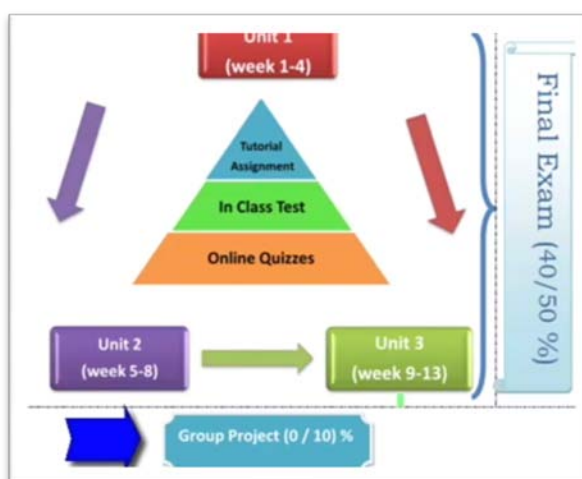 Unit 1
(week 1-4)
Tutorial
Assignment
In Class Test
Online Quizzes
Unit 2
(week 5-8)
Unit 3
(week 9-13)
Final Exam (40/50 %)
Group Project (0 / 10) %